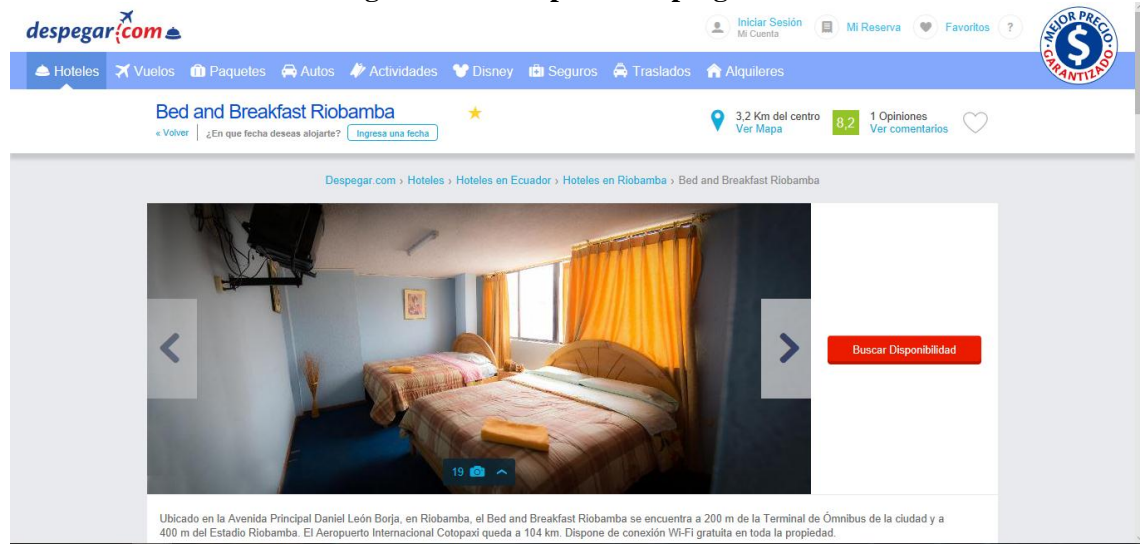 despegar.com
Iniciar Sesión
Mi Cuenta
Mi Reserva
Favoritos
?
MEJOR PRECIO
$
GARANTIZADO
Hoteles
Vuelos
Paquetes
Autos
Actividades
Disney
Seguros
Traslados
Alquileres
Bed and Breakfast Riobamba
« Volver
¿En que fecha deseas alojarte?
Ingresa una fecha
3,2 Km del centro
Ver Mapa
8,2
1 Opiniones
Ver comentarios
Despegar.com › Hoteles › Hoteles en Ecuador › Hoteles en Riobamba › Bed and Breakfast Riobamba
Buscar Disponibilidad
19
Ubicado en la Avenida Principal Daniel León Borja, en Riobamba, el Bed and Breakfast Riobamba se encuentra a 200 m de la Terminal de Ómnibus de la ciudad y a
400 m del Estadio Riobamba. El Aeropuerto Internacional Cotopaxi queda a 104 km. Dispone de conexión Wi-Fi gratuita en toda la propiedad.